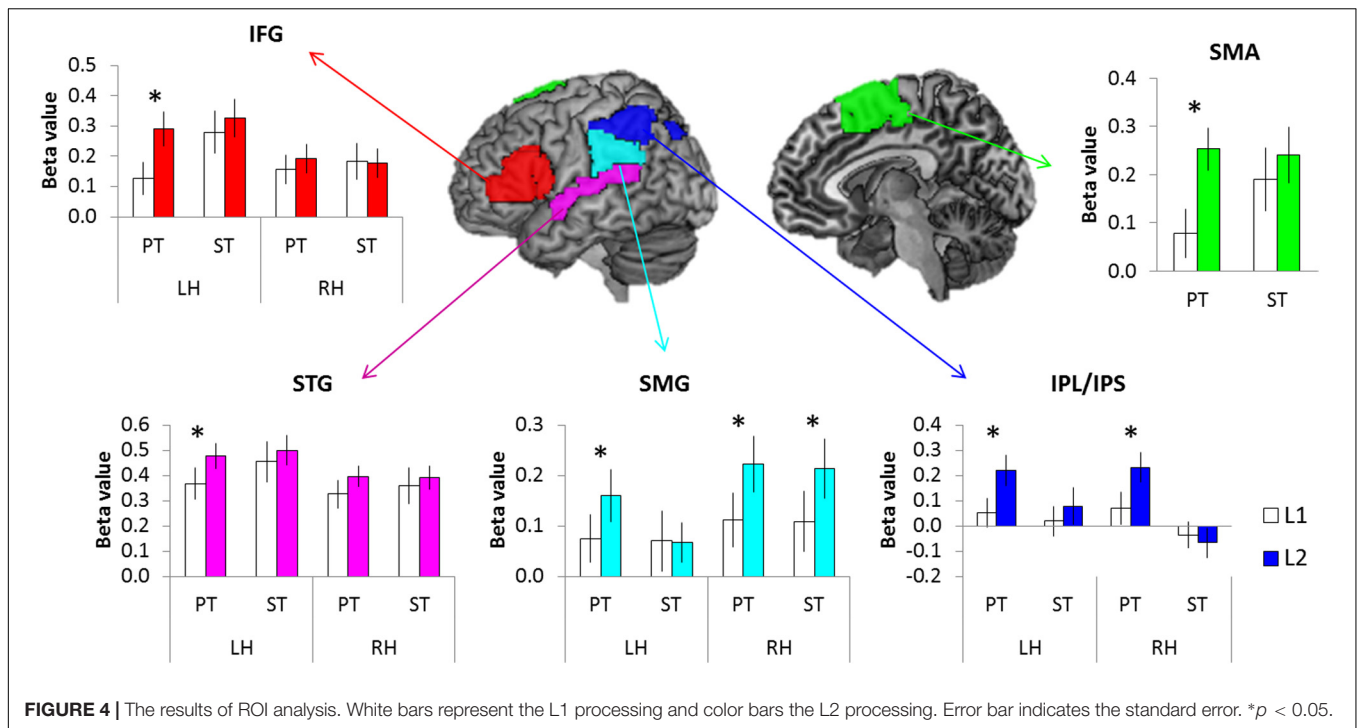 IFG
Beta value
0.5
0.4
0.3
0.2
0.1
0.0
*
PT ST PT ST
LH RH
SMA
Beta value
0.4
0.3
0.2
0.1
0.0
*
PT ST
STG
Beta value
0.6
0.5
0.4
0.3
0.2
0.1
0.0
*
PT ST PT ST
LH RH
SMG
Beta value
0.3
0.2
0.1
0.0
* * *
PT ST PT ST
LH RH
IPL/IPS
Beta value
0.4
0.3
0.2
0.1
0.0
-0.1
-0.2
* *
PT ST PT ST
LH RH
L1
L2
FIGURE 4 | The results of ROI analysis. White bars represent the L1 processing and color bars the L2 processing. Error bar indicates the standard error. *p < 0.05.